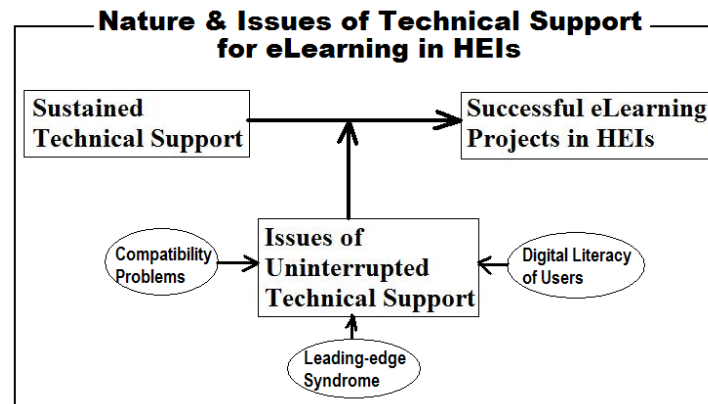 Nature & Issues of Technical Support
for eLearning in HEIs
Sustained
Technical Support
Successful eLearning
Projects in HEIs
Compatibility
Problems
Issues of
Uninterrupted
Technical Support
Digital Literacy
of Users
Leading-edge
Syndrome